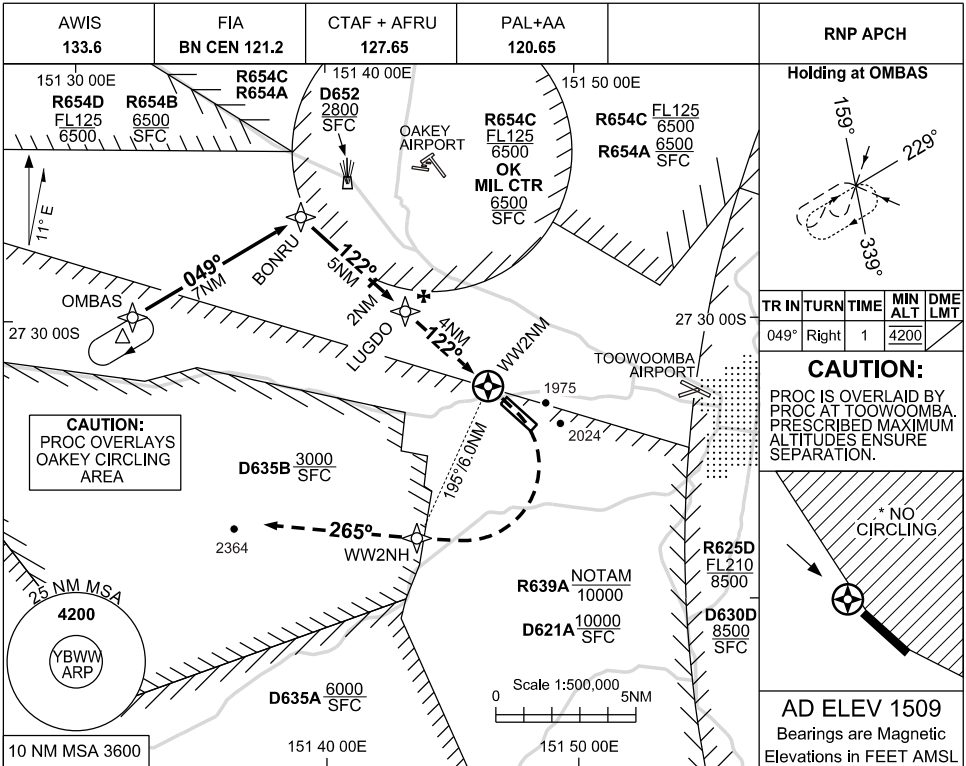 AWIS
133.6
FIA
BN CEN 121.2
CTAF + AFRU
127.65
PAL+AA
120.65
RNP APCH
151 30 00E
151 40 00E
151 50 00E
R654D
FL125
6500
R654B
6500
SFC
R654C
R654A
D652
2800
SFC
OAKEY
AIRPORT
R654C
FL125
6500
OK
MIL CTR
6500
SFC
R654C FL125
6500
R654A 6500
SFC
11° E
BONRU
049°
7NM
122°
5NM
OMBAS
2NM
LUGDO
4NM
122°
WW2NM
27 30 00S
27 30 00S
TOOWOOMBA
AIRPORT
1975
2024
CAUTION:
PROC OVERLAYS
OAKEY CIRCLING
AREA
D635B 3000
SFC
195°/6.0NM
265°
2364
WW2NH
R639A NOTAM
10000
D621A 10000
SFC
R625D
FL210
8500
D630D
8500
SFC
25 NM MSA
4200
YBWW
ARP
D635A 6000
SFC
Scale 1:500,000
0
5NM
10 NM MSA 3600
151 40 00E
151 50 00E
Holding at OMBAS
159°
229°
339°
TR IN TURN TIME MIN ALT DME LMT
049° Right 1 4200
CAUTION:
PROC IS OVERLAID BY
PROC AT TOOWOOMBA.
PRESCRIBED MAXIMUM
ALTITUDES ENSURE
SEPARATION.
* NO
CIRCLING
AD ELEV 1509
Bearings are Magnetic
Elevations in FEET AMSL